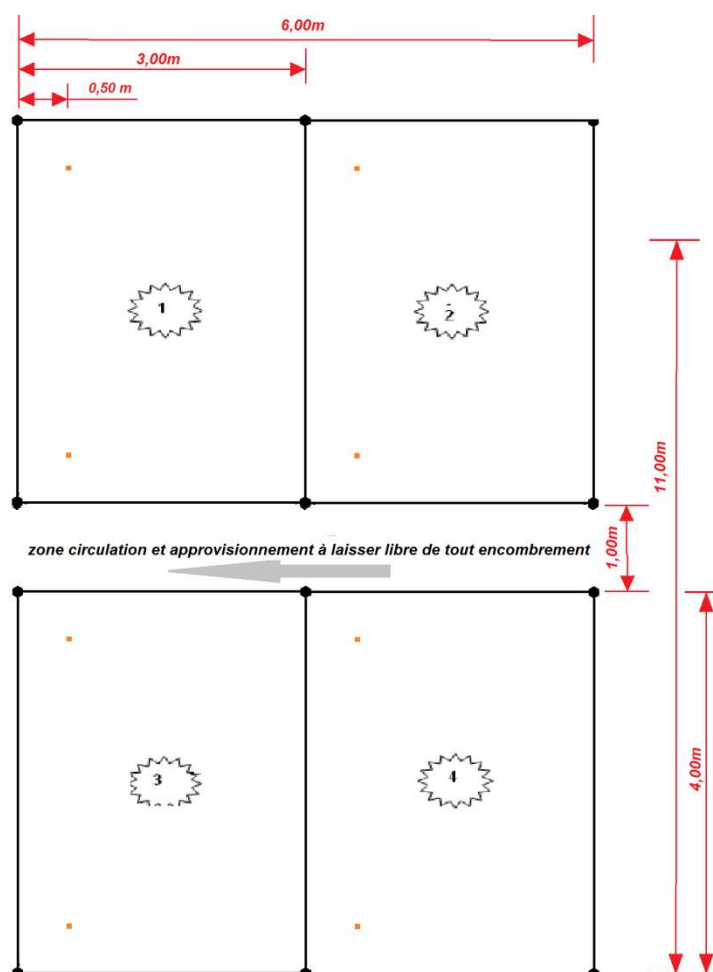 6,00m
3,00m
0,50 m
1
2
11,00m
1,00m
zone circulation et approvisionnement à laisser libre de tout encombrement
3
4
4,00m